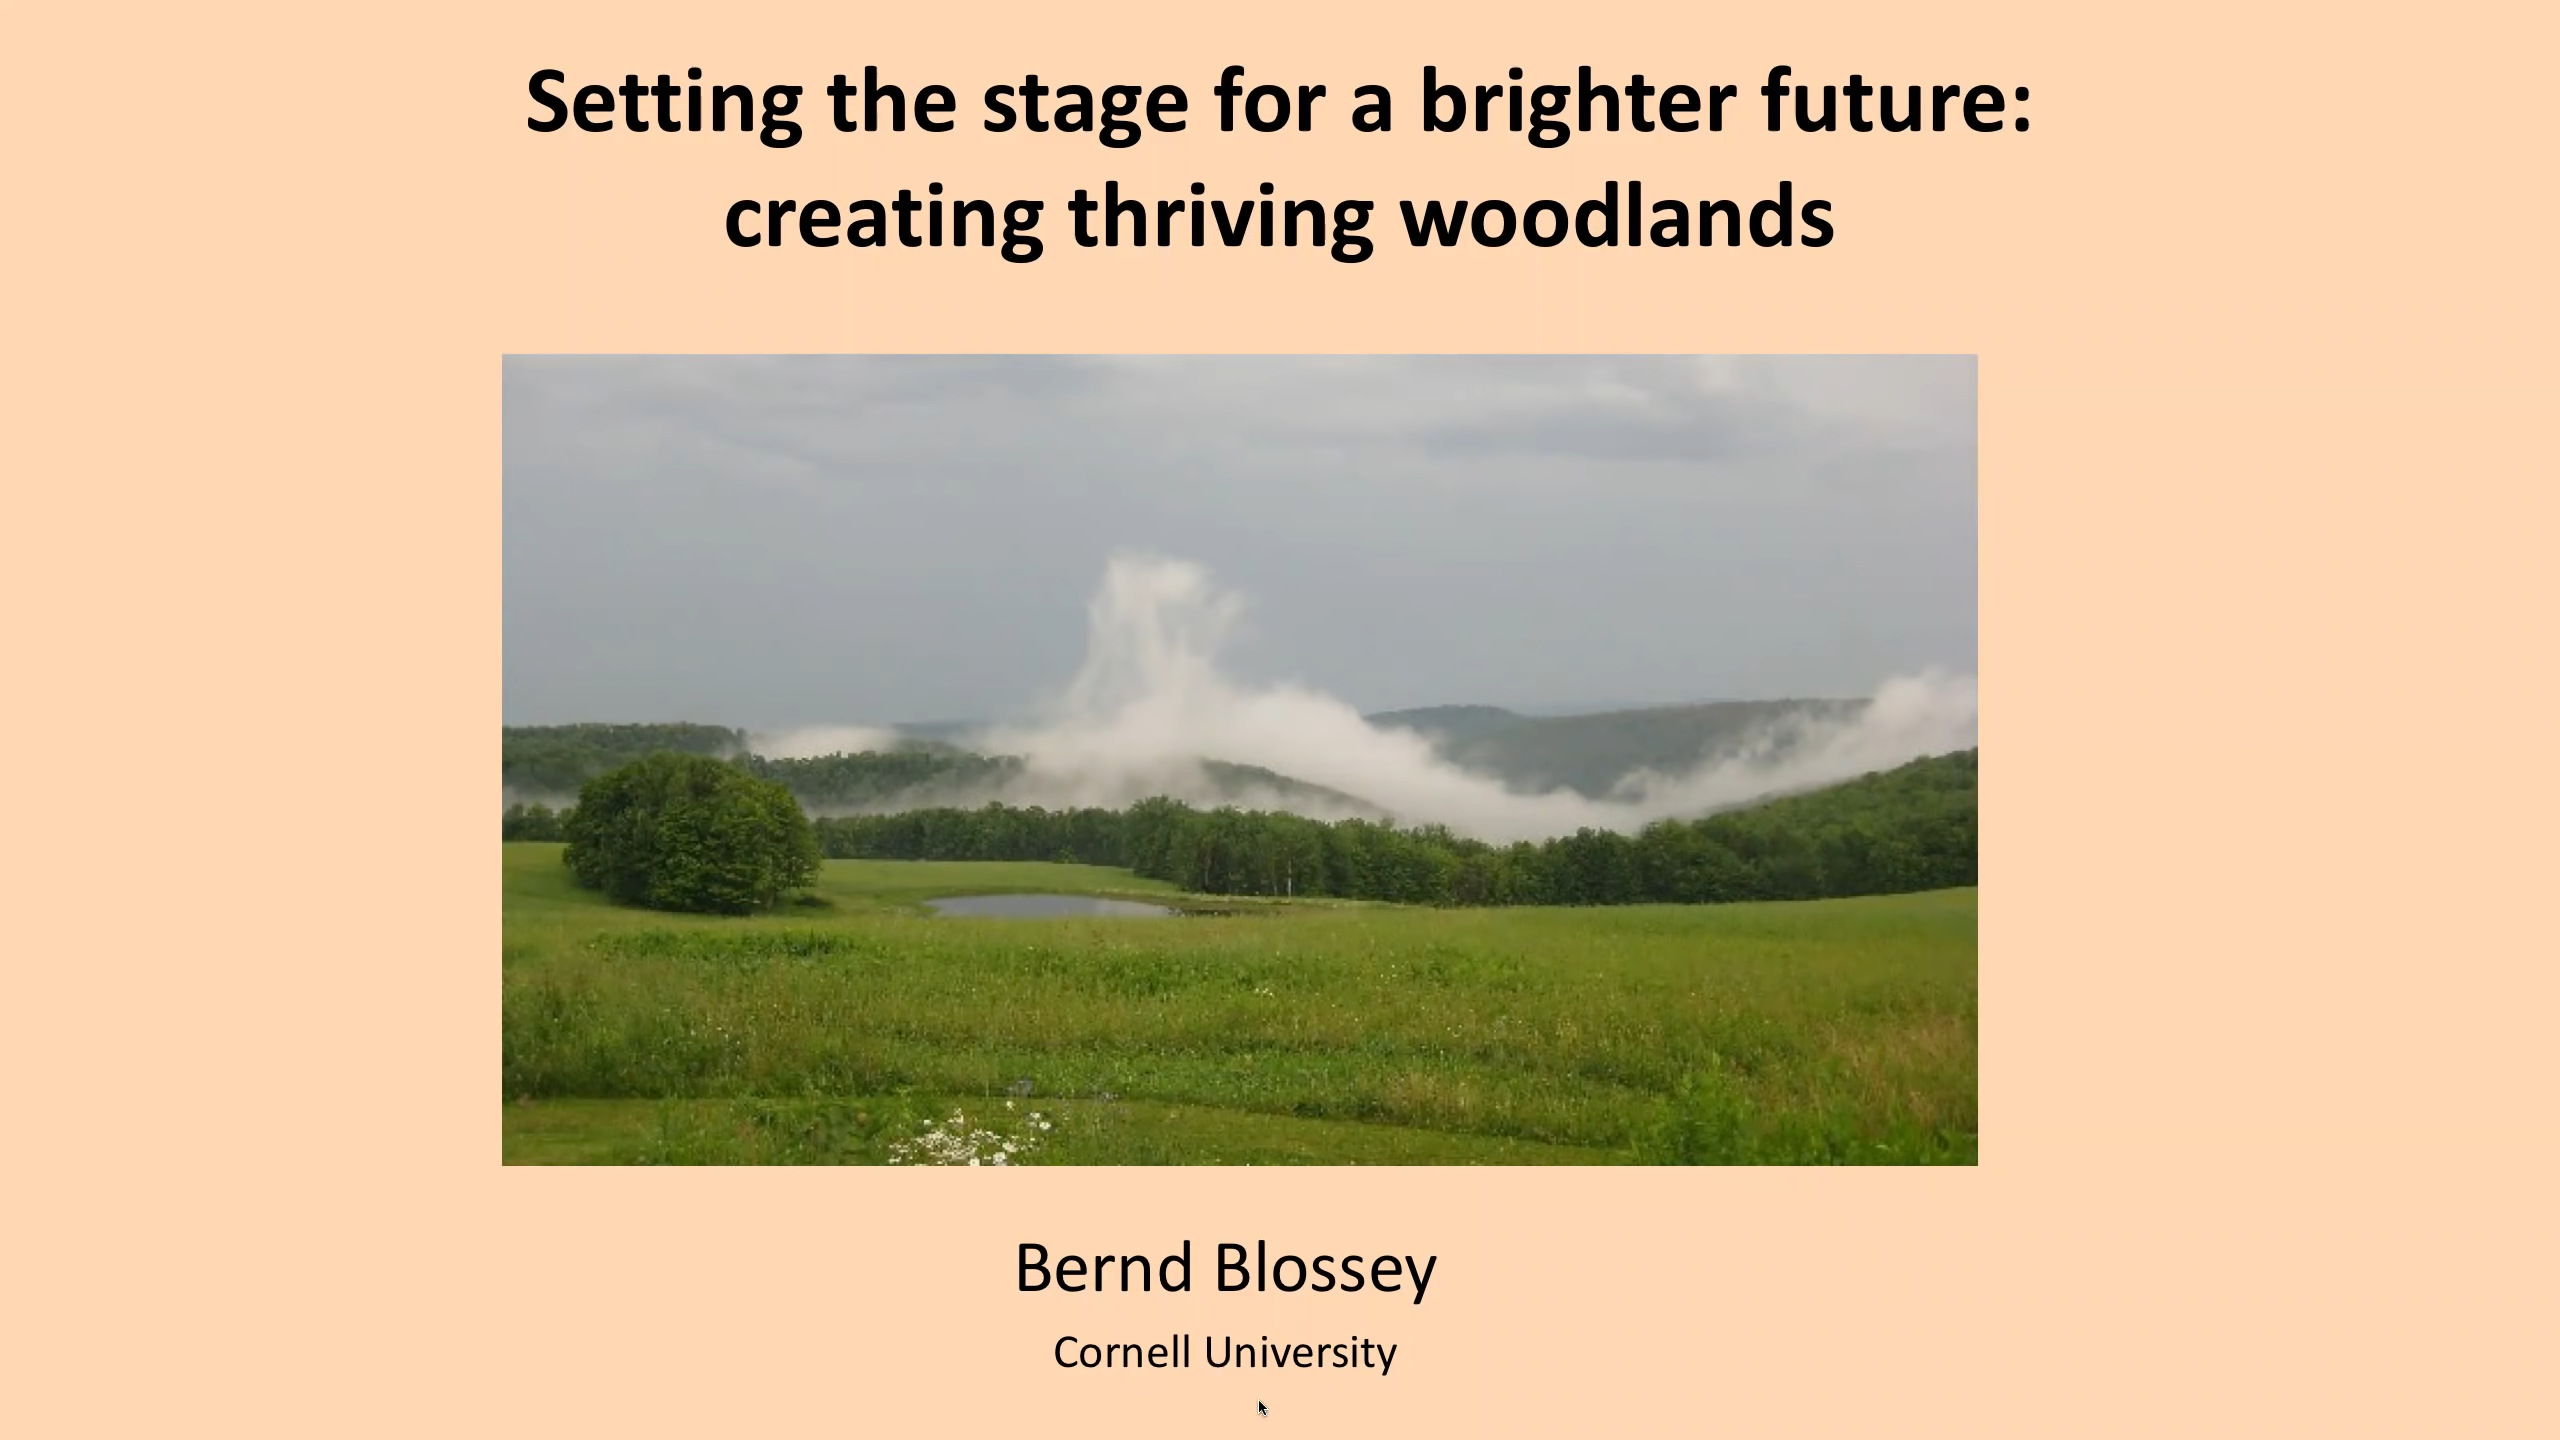 Setting the stage for a brighter future:
creating thriving woodlands
Bernd Blossey
Cornell University